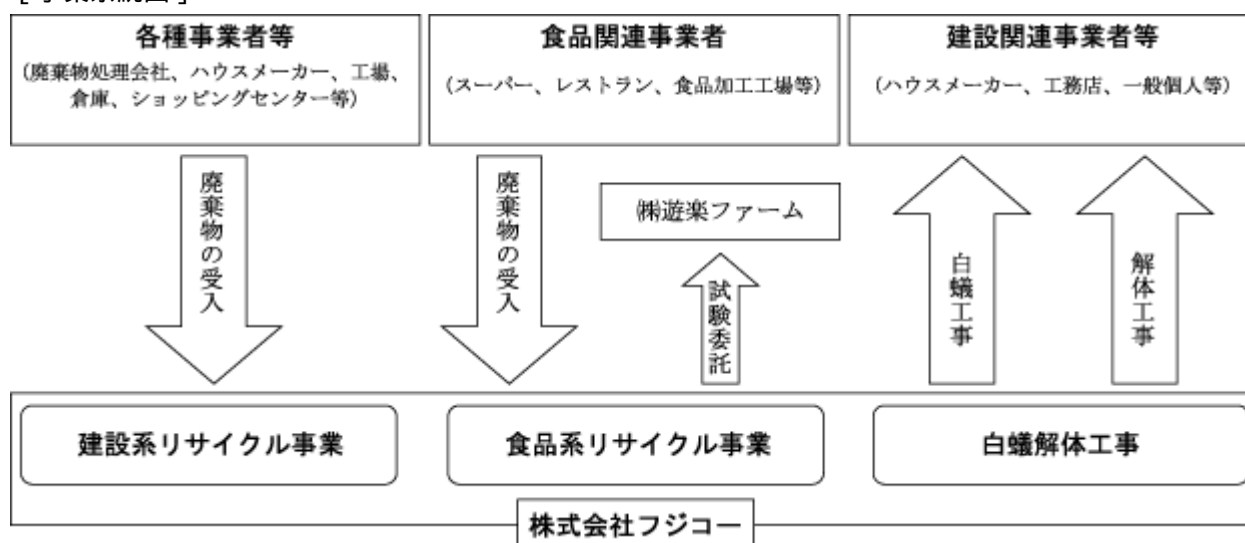 [事業系統図]
各種事業者等
(廃棄物処理会社、ハウスメーカー、工場、
倉庫、ショッピングセンター等)
食品関連事業者
(スーパー、レストラン、食品加工工場等)
建設関連事業者等
(ハウスメーカー、工務店、一般個人等)
廃棄物の受入
廃棄物の受入
㈱遊楽ファーム
試験委託
白蟻工事
解体工事
建設系リサイクル事業
食品系リサイクル事業
白蟻解体工事
株式会社フジコー